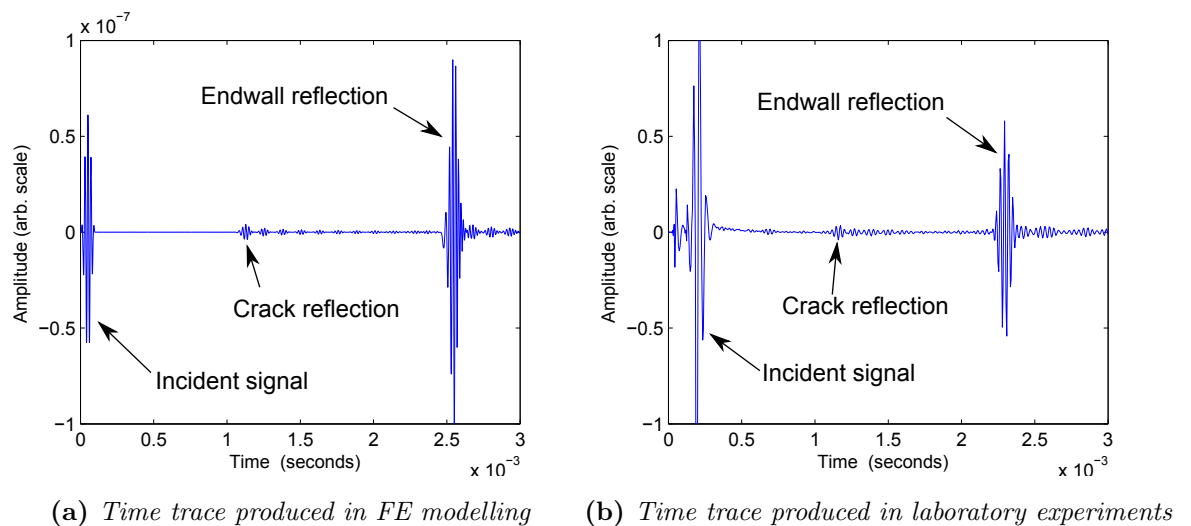 x 10⁻⁷
1
0.5
0
−0.5
−1
Amplitude (arb. scale)
Endwall reflection
Crack reflection
Incident signal
0 0.5 1 1.5 2 2.5 3
Time (seconds)
x 10⁻³
(a) Time trace produced in FE modelling
1
0.5
0
−0.5
−1
Amplitude (arb. scale)
Endwall reflection
Crack reflection
Incident signal
0 0.5 1 1.5 2 2.5 3
Time (seconds)
x 10⁻³
(b) Time trace produced in laboratory experiments